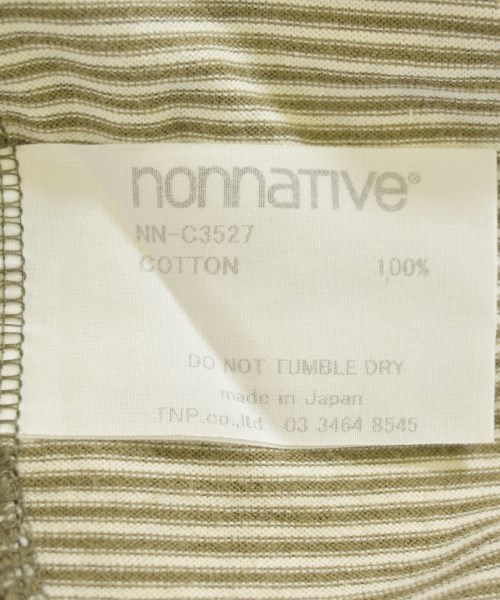 nonnative®
NN-C3527
COTTON 100%
DO NOT TUMBLE DRY
made in Japan
TNP.co.,ltd. 03 3464 8545